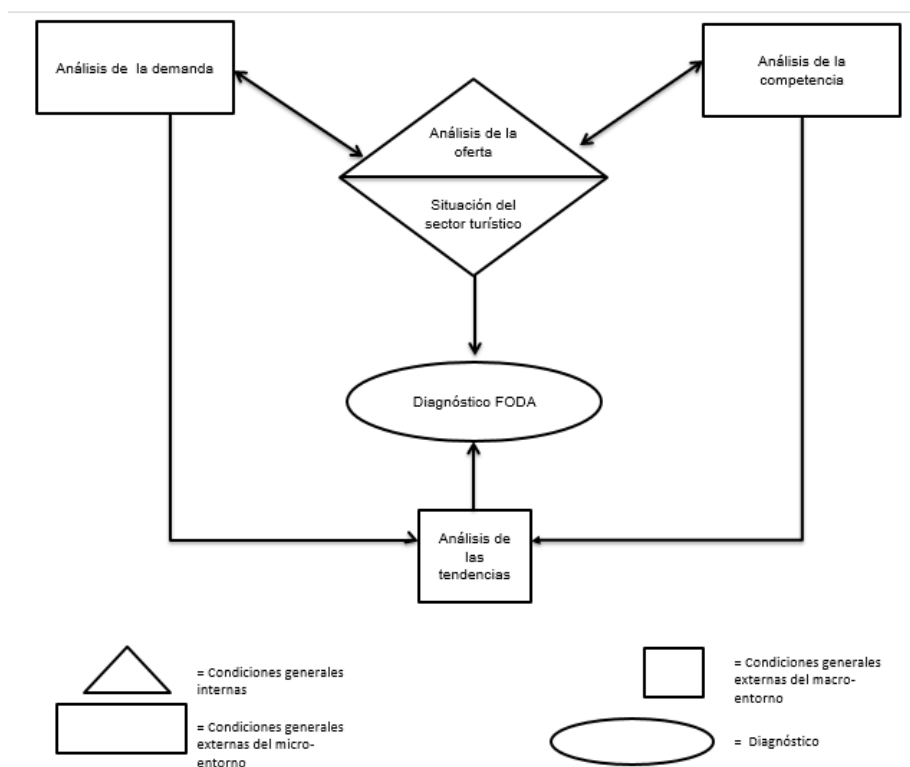 Análisis de la demanda
Análisis de la
competencia
Análisis de la
oferta
Situación del
sector turístico
Diagnóstico FODA
Análisis de
las
tendencias
= Condiciones generales
internas
= Condiciones generales
externas del micro-
entorno
= Condiciones generales
externas del macro-
entorno
= Diagnóstico